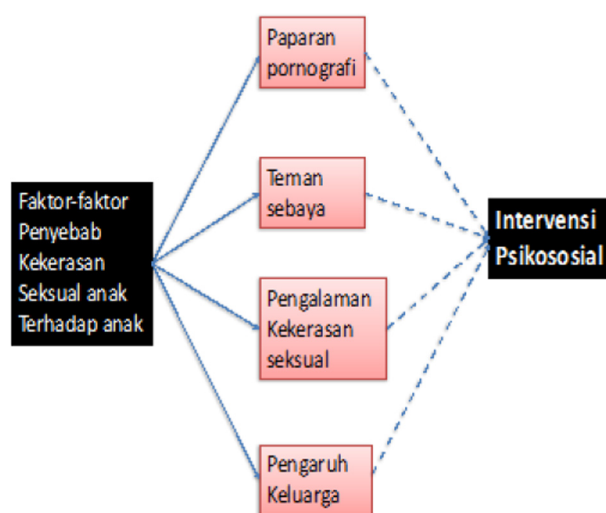 Paparan
pornografi
Teman
sebaya
Faktor-faktor
Penyebab
Kekerasan
Seksual anak
Terhadap anak
Intervensi
Psikososial
Pengalaman
Kekerasan
seksual
Pengaruh
Keluarga